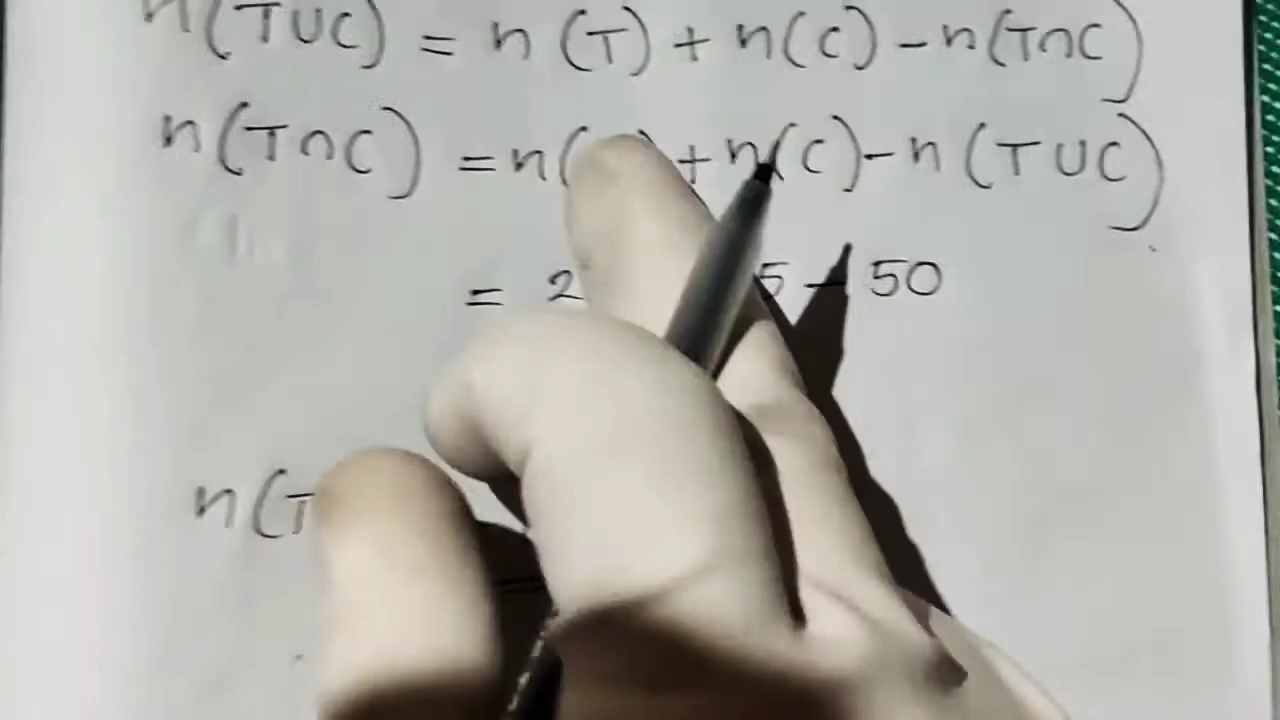 n(TUC) = n(T) + n(C) - n(T∩C)
n(T∩C) = n( ) + n(C) - n(TUC)
= 2 5 - 50
n(T